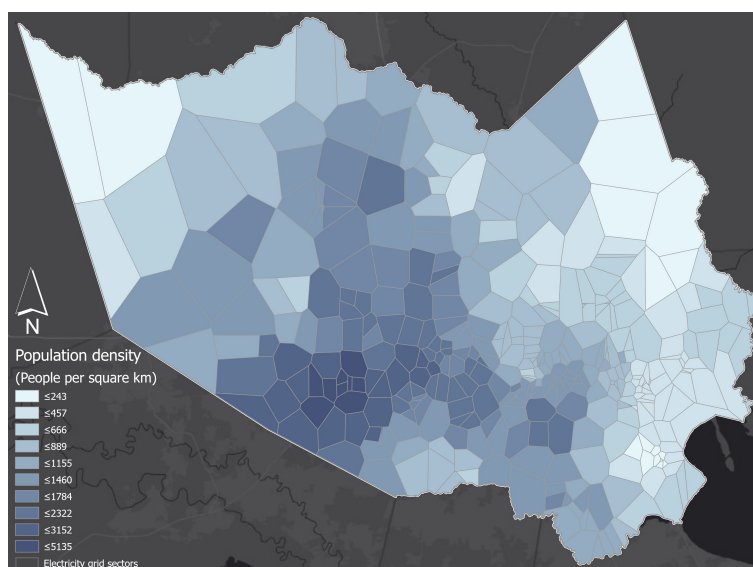 N
Population density
(People per square km)
≤243
≤457
≤666
≤889
≤1155
≤1460
≤1784
≤2322
≤3152
≤5135
Electricity grid sectors